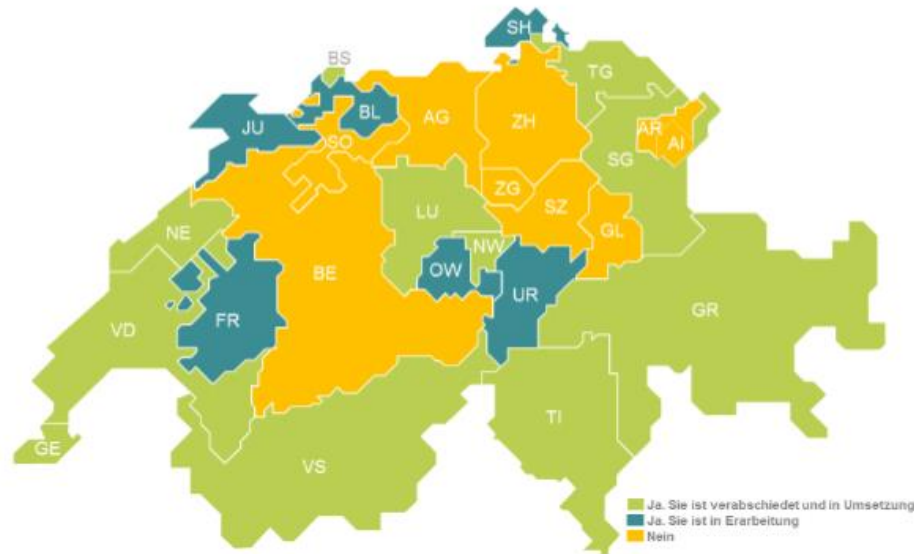 SH
BS
TG
BL
JU
AG
ZH
AR
AI
SO
SG
ZG
LU
SZ
NE
GL
NW
BE
OW
UR
GR
FR
VD
TI
GE
VS
Ja. Sie ist verabschiedet und in Umsetzung
Ja. Sie ist in Erarbeitung
Nein